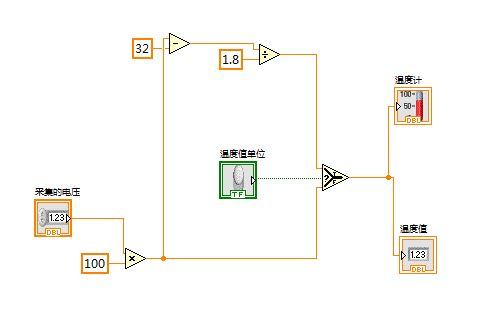 32
-
1.8
÷
温度计
100-
50-
DBL
温度值单位
TF
?
采集的电压
1.23
DBL
100
×
温度值
1.23
DBL